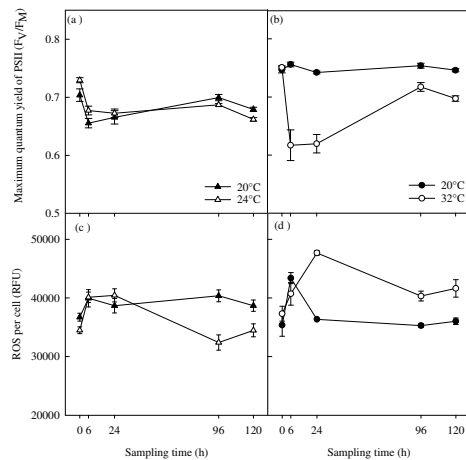 Maximum quantum yield of PSII (FV/FM)
(a )
0.8
0.7
0.6
0.5
20°C
24°C
(b )
20°C
32°C
ROS per cell (RFU)
(c )
50000
40000
30000
20000
0 6 24 96 120
Sampling time (h)
(d )
0 6 24 96 120
Sampling time (h)